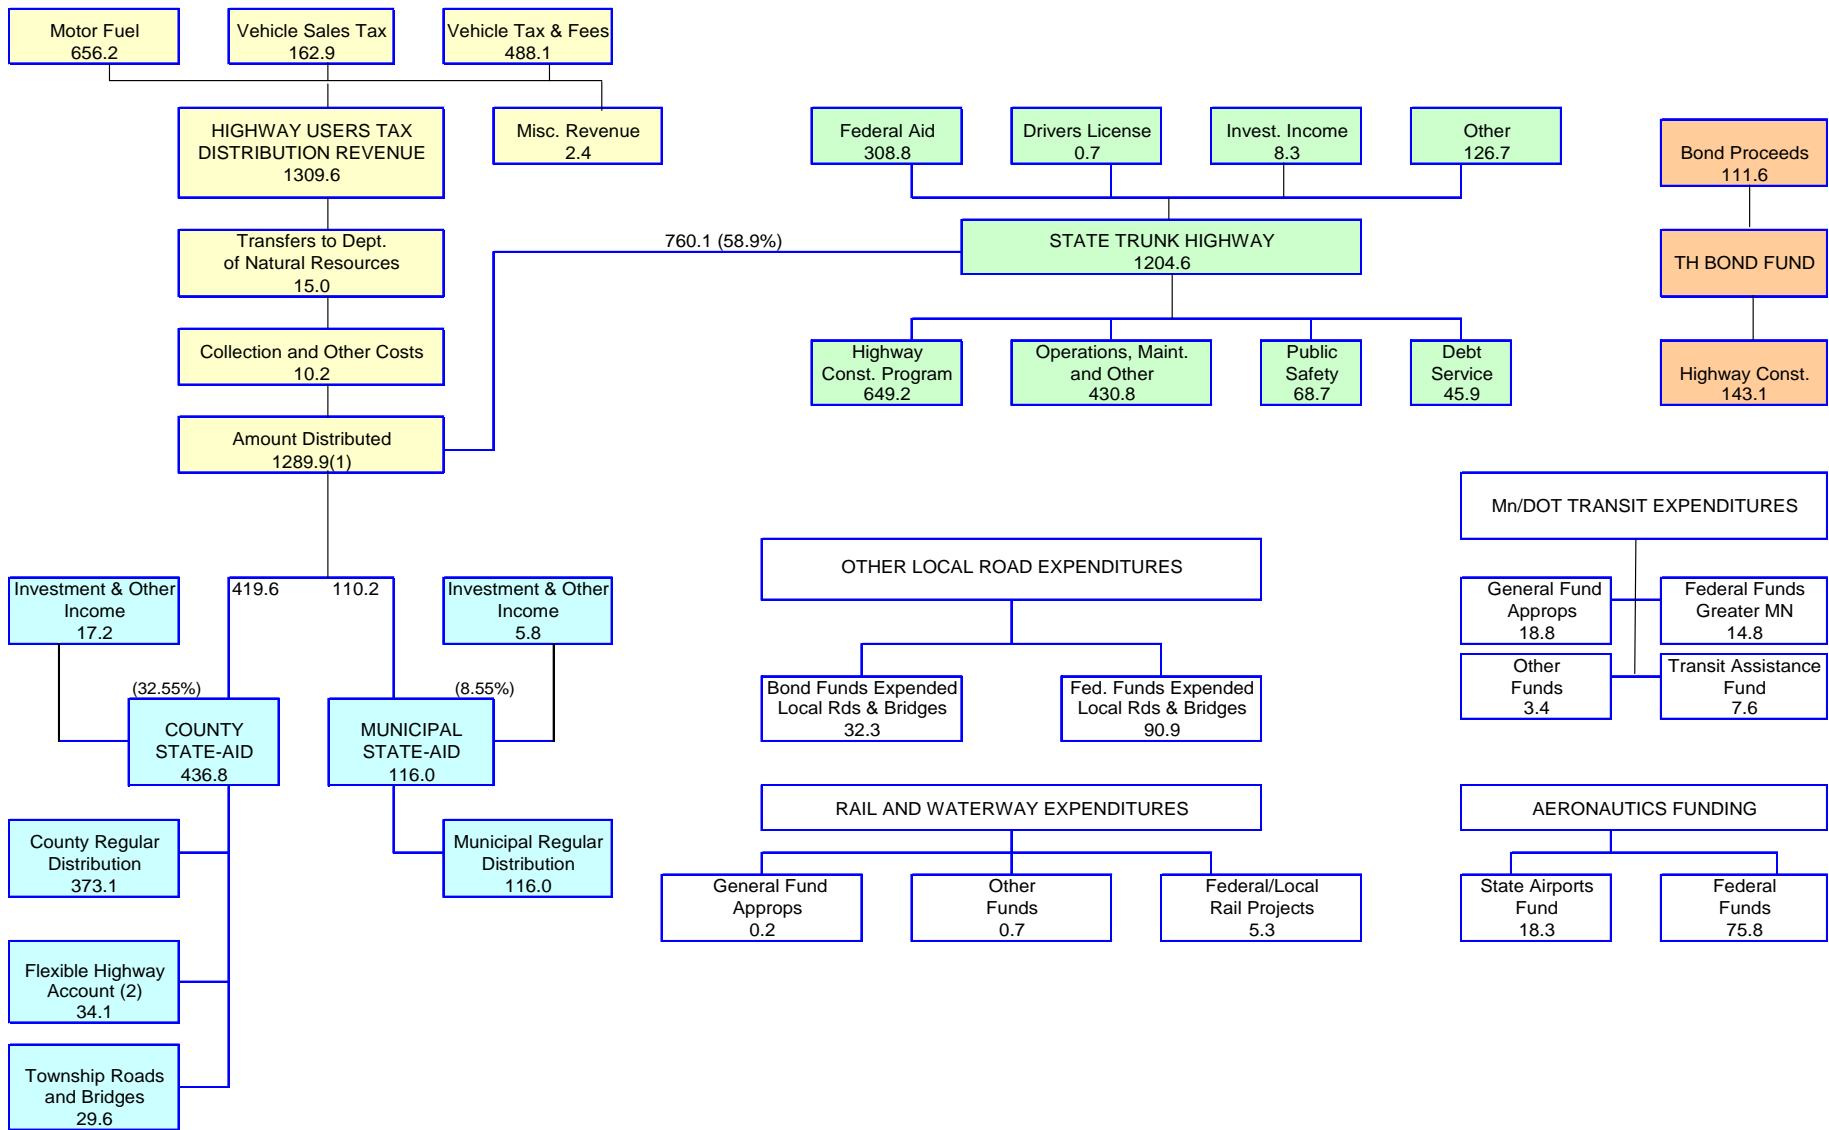 Motor Fuel
656.2
Vehicle Sales Tax
162.9
Vehicle Tax & Fees
488.1
HIGHWAY USERS TAX
DISTRIBUTION REVENUE
1309.6
Misc. Revenue
2.4
Federal Aid
308.8
Drivers License
0.7
Invest. Income
8.3
Other
126.7
Bond Proceeds
111.6
Transfers to Dept.
of Natural Resources
15.0
760.1 (58.9%)
STATE TRUNK HIGHWAY
1204.6
TH BOND FUND
Collection and Other Costs
10.2
Highway
Const. Program
649.2
Operations, Maint.
and Other
430.8
Public
Safety
68.7
Debt
Service
45.9
Highway Const.
143.1
Amount Distributed
1289.9(1)
Mn/DOT TRANSIT EXPENDITURES
OTHER LOCAL ROAD EXPENDITURES
Investment & Other
Income
17.2
419.6
110.2
Investment & Other
Income
5.8
General Fund
Approps
18.8
Federal Funds
Greater MN
14.8
(32.55%)
(8.55%)
COUNTY
STATE-AID
436.8
MUNICIPAL
STATE-AID
116.0
Bond Funds Expended
Local Rds & Bridges
32.3
Fed. Funds Expended
Local Rds & Bridges
90.9
Other
Funds
3.4
Transit Assistance
Fund
7.6
RAIL AND WATERWAY EXPENDITURES
AERONAUTICS FUNDING
County Regular
Distribution
373.1
Municipal Regular
Distribution
116.0
General Fund
Approps
0.2
Other
Funds
0.7
Federal/Local
Rail Projects
5.3
State Airports
Fund
18.3
Federal
Funds
75.8
Flexible Highway
Account (2)
34.1
Township Roads
and Bridges
29.6